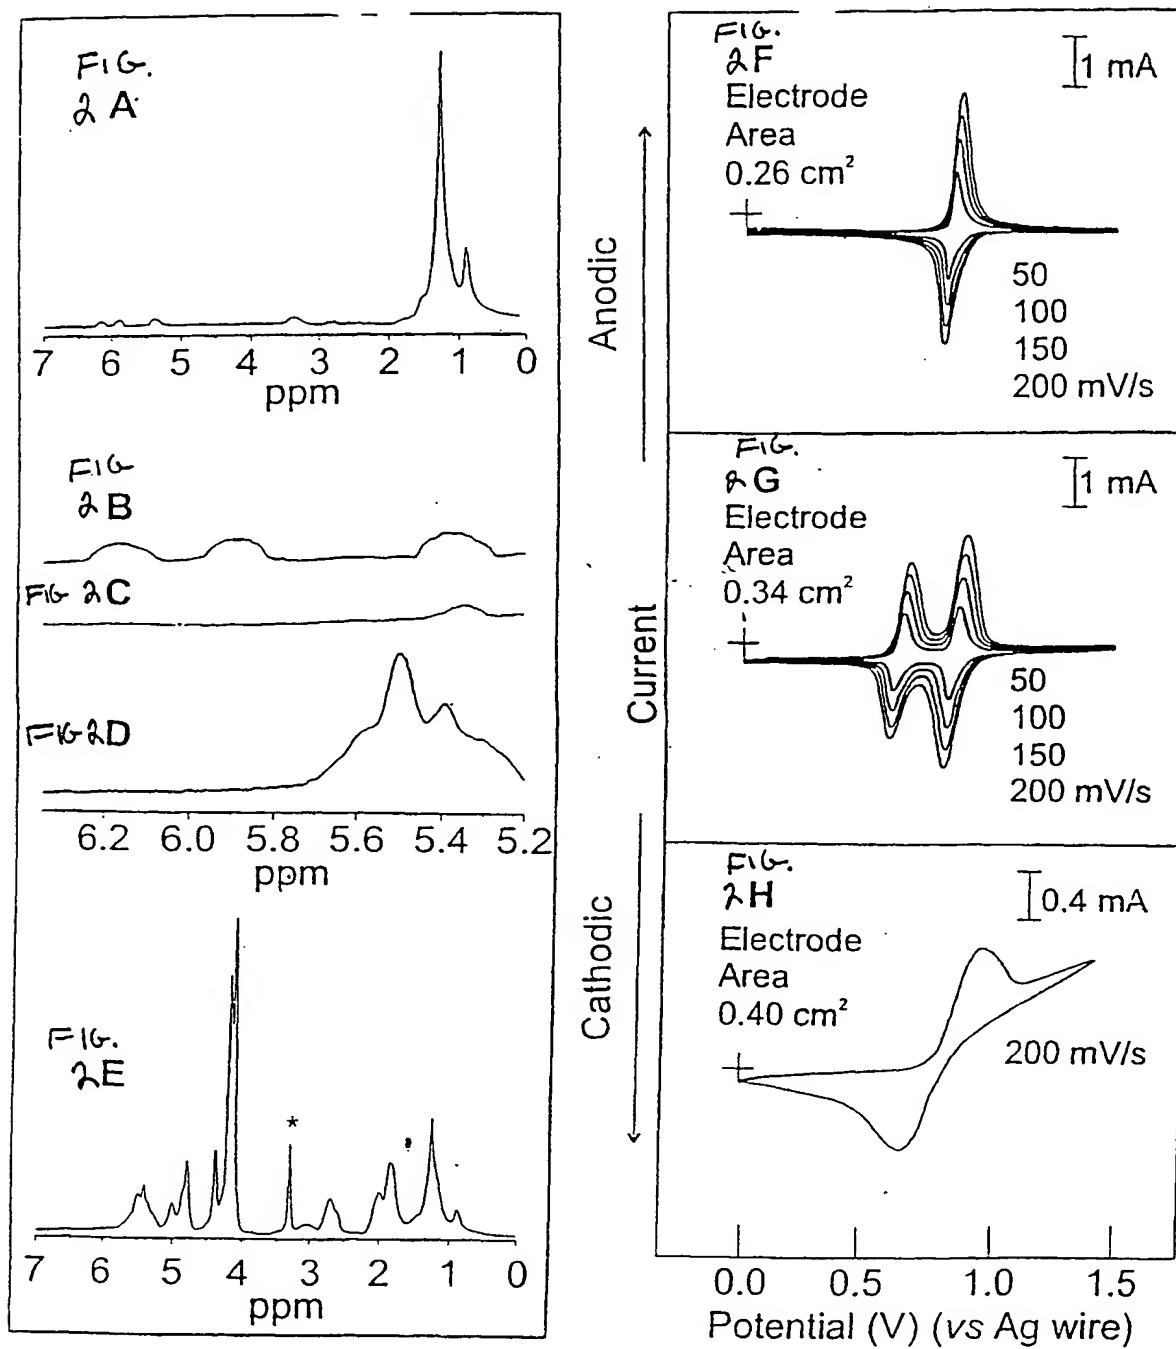 FIG.
2 A
7 6 5 4 3 2 1 0
ppm
FIG
2 B
FIG 2C
FIG 2D
6.2 6.0 5.8 5.6 5.4 5.2
ppm
FIG.
2E
*
7 6 5 4 3 2 1 0
ppm
Anodic
Current
Cathodic
FIG.
2F
Electrode
Area
0.26 cm²
1 mA
50
100
150
200 mV/s
FIG.
2G
Electrode
Area
0.34 cm²
1 mA
50
100
150
200 mV/s
FIG.
2H
Electrode
Area
0.40 cm²
0.4 mA
200 mV/s
0.0 0.5 1.0 1.5
Potential (V) (vs Ag wire)